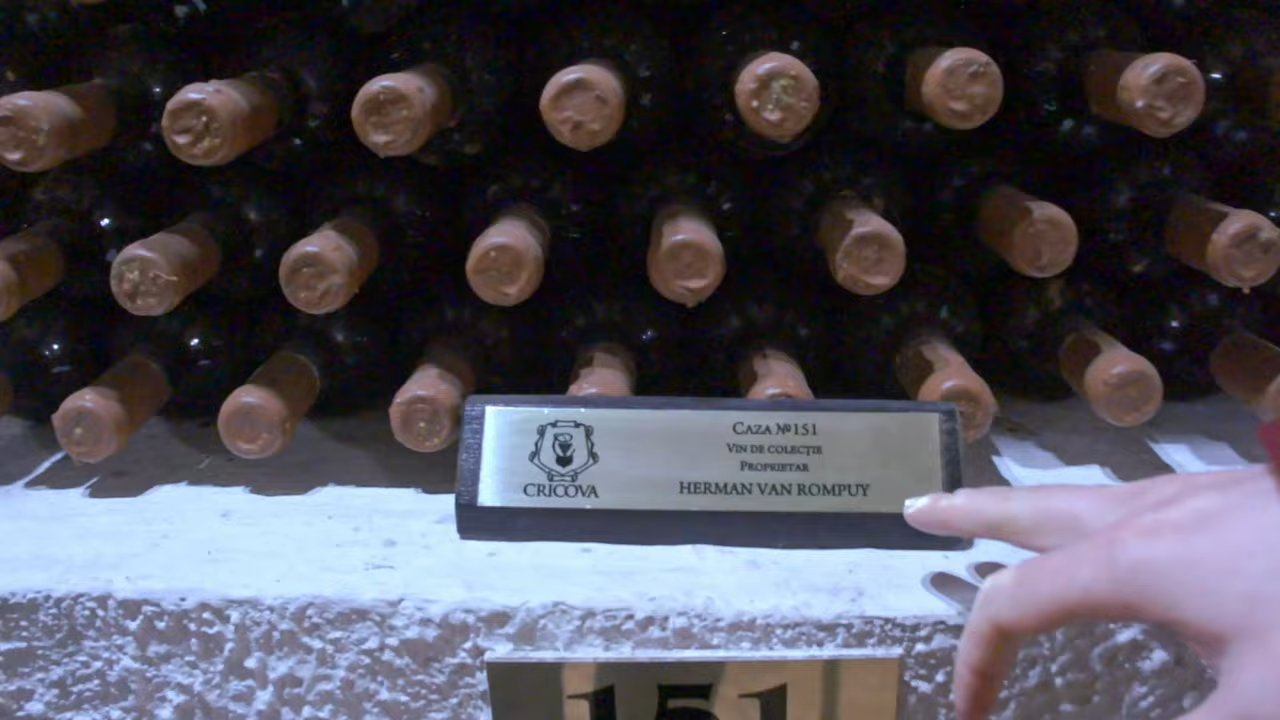 CAZA №151
VIN DE COLECȚIE
PROPRIETAR
HERMAN VAN ROMPUY
CRICOVA
151